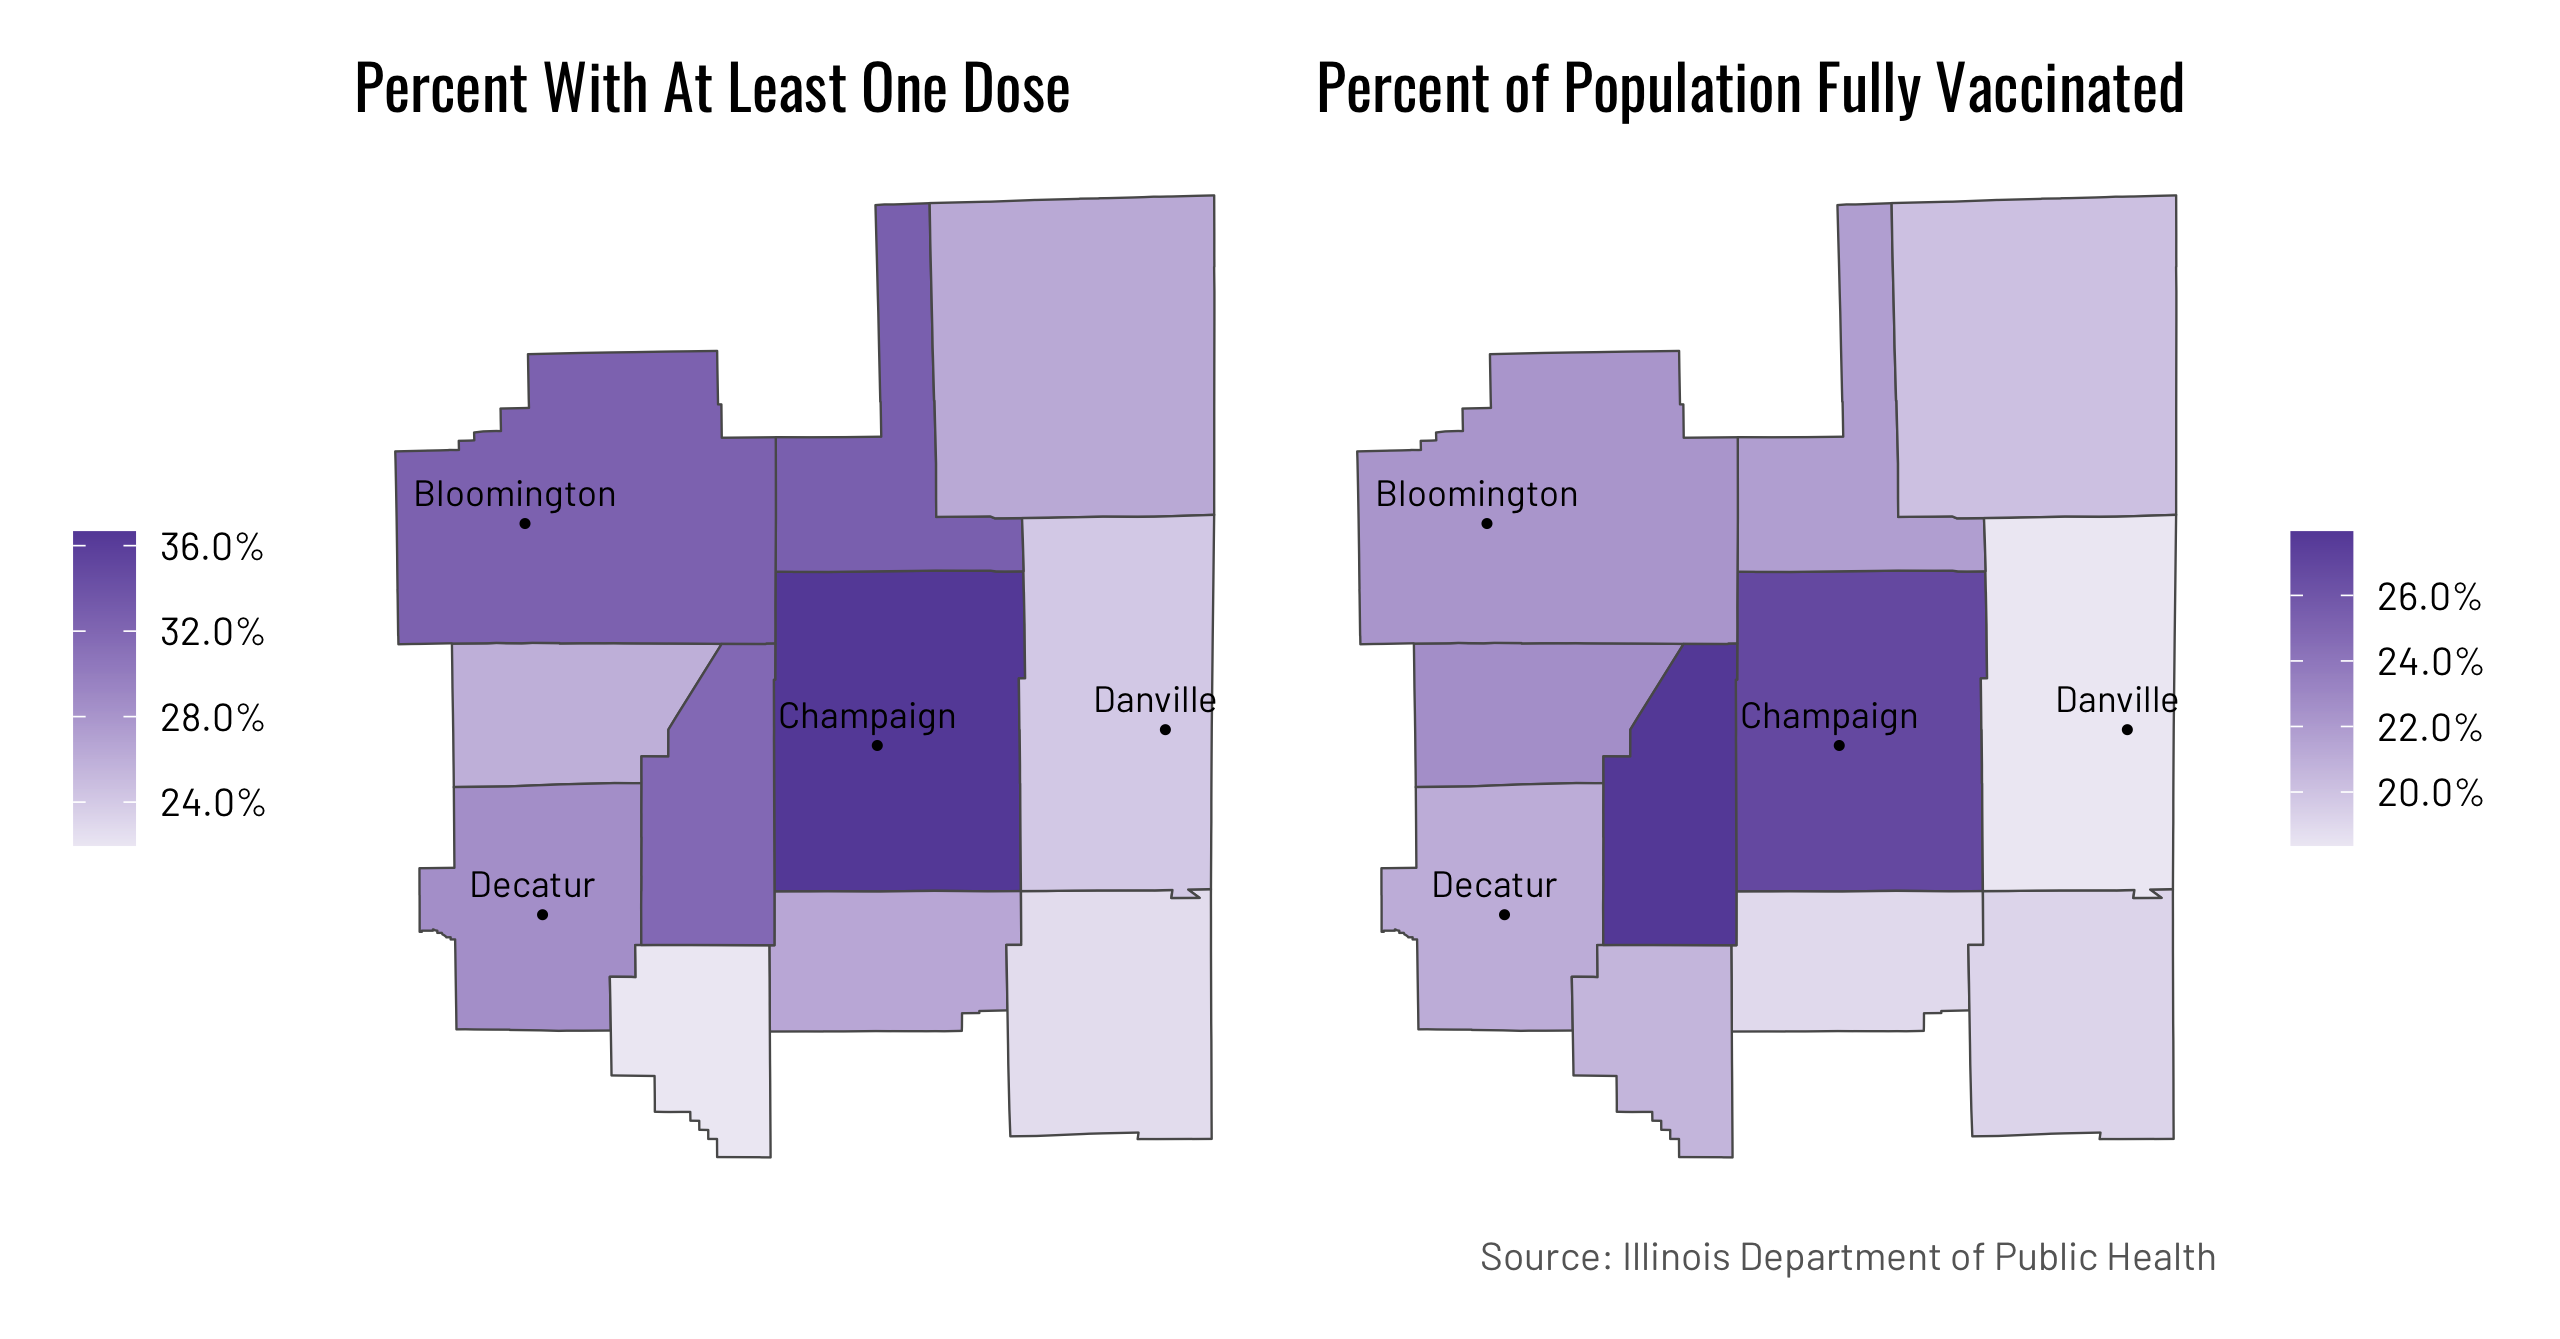 Percent With At Least One Dose
Percent of Population Fully Vaccinated
Bloomington
Champaign
Danville
Decatur
36.0%
32.0%
28.0%
24.0%
Bloomington
Champaign
Danville
Decatur
26.0%
24.0%
22.0%
20.0%
Source: Illinois Department of Public Health